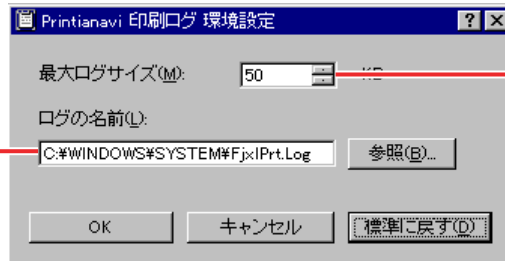 Printianavi 印刷ログ 環境設定
最大ログサイズ(M): 50 KB
ログの名前(L):
C:¥WINDOWS¥SYSTEM¥FjxlPrt.Log 参照(B)...
OK キャンセル 標準に戻す(D)